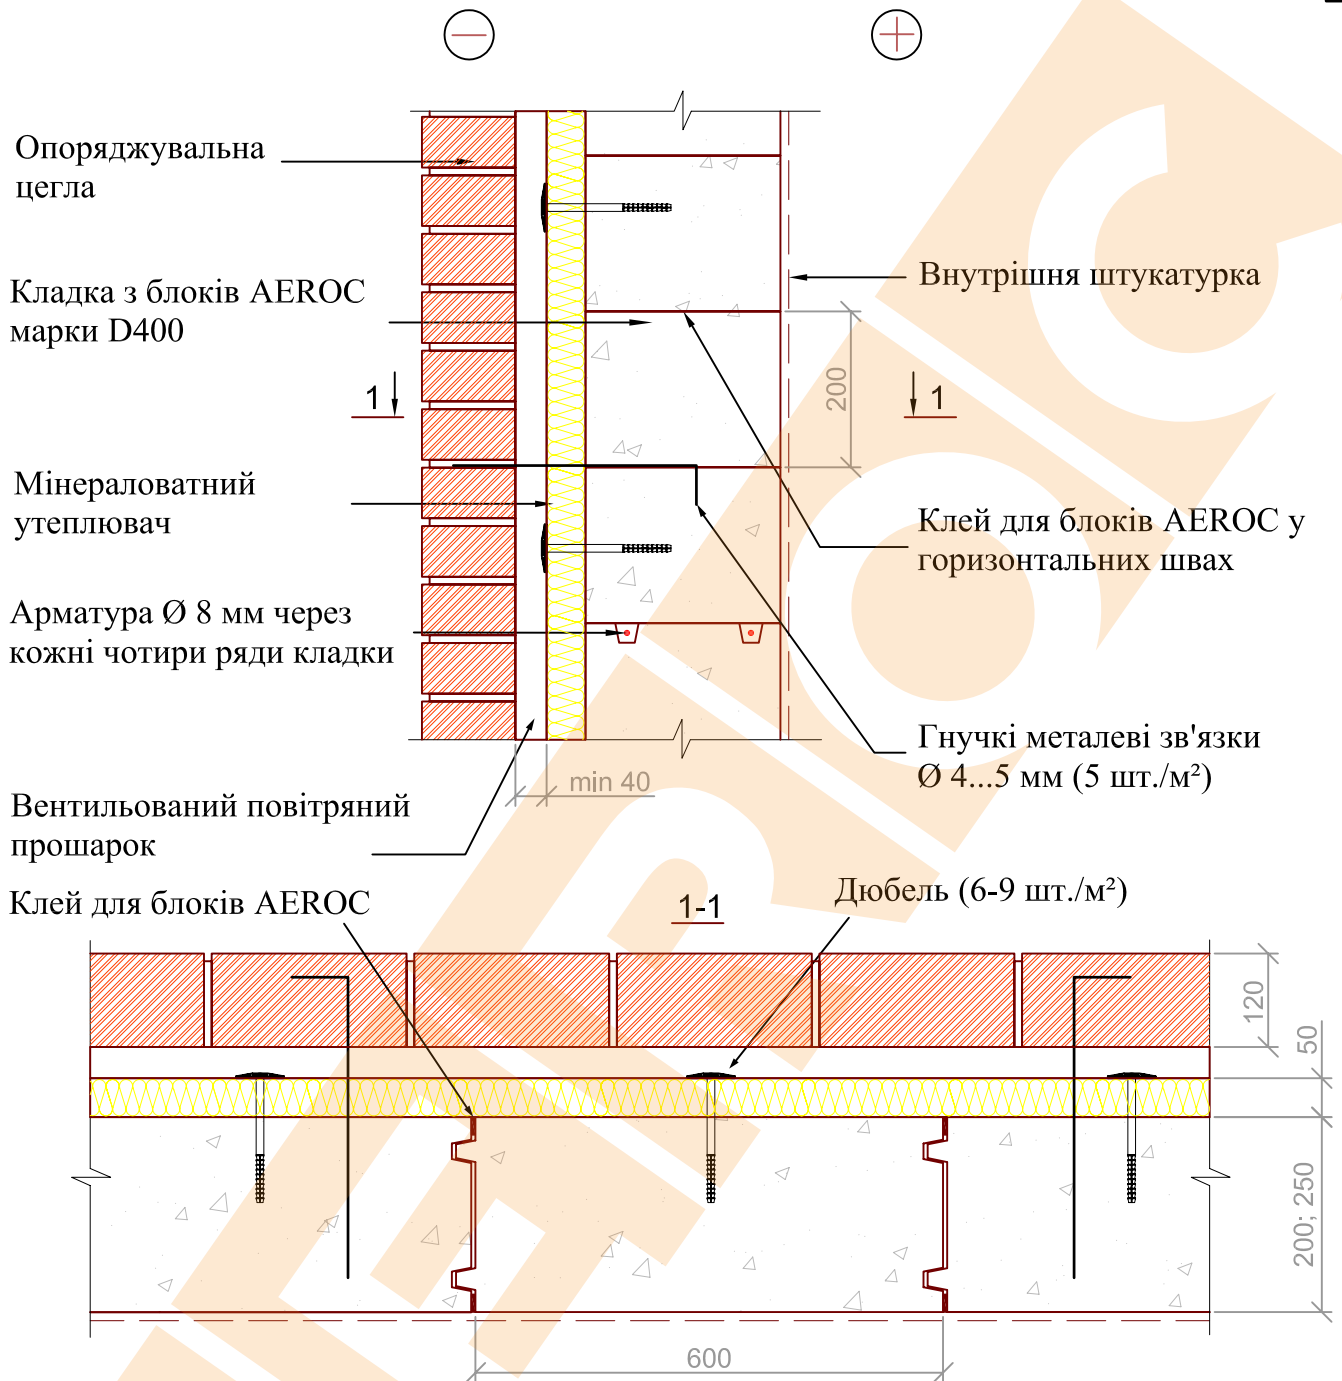 Опоряджувальна
цегла
Кладка з блоків AEROC
марки D400
Внутрішня штукатурка
200
1
1
Мінераловатний
утеплювач
Клей для блоків AEROC у
горизонтальних швах
Арматура Ø 8 мм через
кожні чотири ряди кладки
Гнучкі металеві зв'язки
Ø 4...5 мм (5 шт./м²)
min 40
Вентильований повітряний
прошарок
Клей для блоків AEROC
1-1
Дюбель (6-9 шт./м²)
120
50
200; 250
600
AEROC